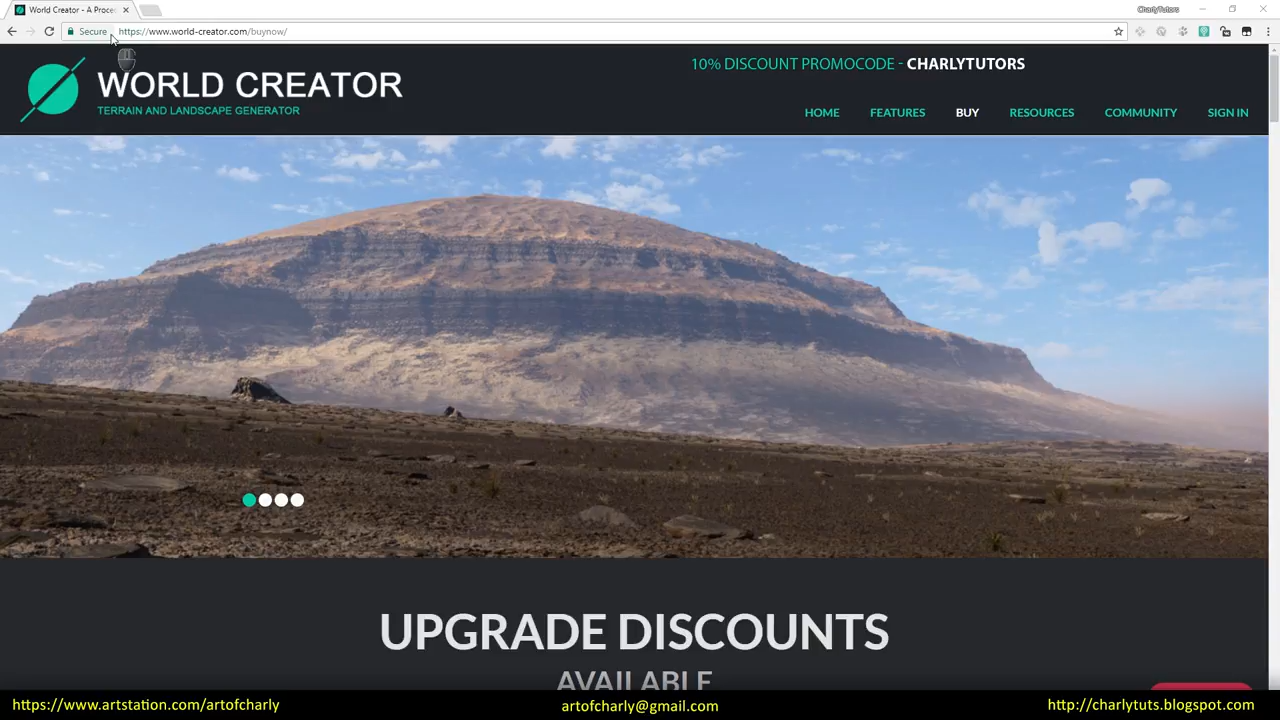 World Creator - A Proce
CharlyTutors
Secure
https://www.world-creator.com/buynow/
WORLD CREATOR
TERRAIN AND LANDSCAPE GENERATOR
10% DISCOUNT PROMOCODE - CHARLYTUTORS
HOME FEATURES BUY RESOURCES COMMUNITY SIGN IN
UPGRADE DISCOUNTS
AVAILABLE
https://www.artstation.com/artofcharly
artofcharly@gmail.com
http://charlytuts.blogspot.com